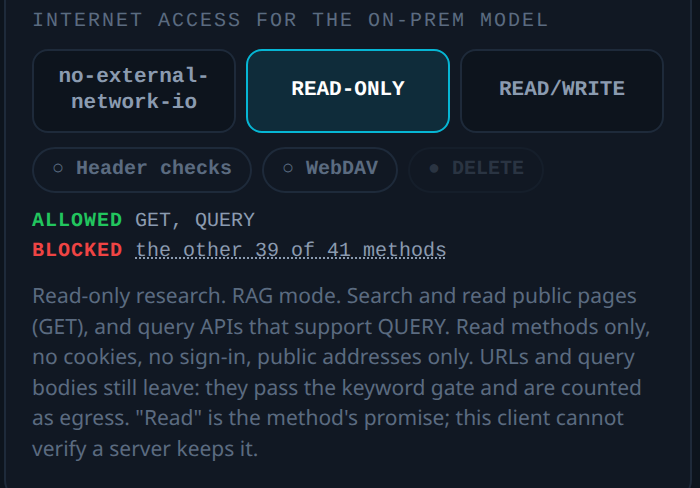 INTERNET ACCESS FOR THE ON-PREM MODEL
no-external-
network-io
READ-ONLY
READ/WRITE
Header checks
WebDAV
DELETE
ALLOWED GET, QUERY
BLOCKED the other 39 of 41 methods
Read-only research. RAG mode. Search and read public pages
(GET), and query APIs that support QUERY. Read methods only,
no cookies, no sign-in, public addresses only. URLs and query
bodies still leave: they pass the keyword gate and are counted
as egress. "Read" is the method's promise; this client cannot
verify a server keeps it.